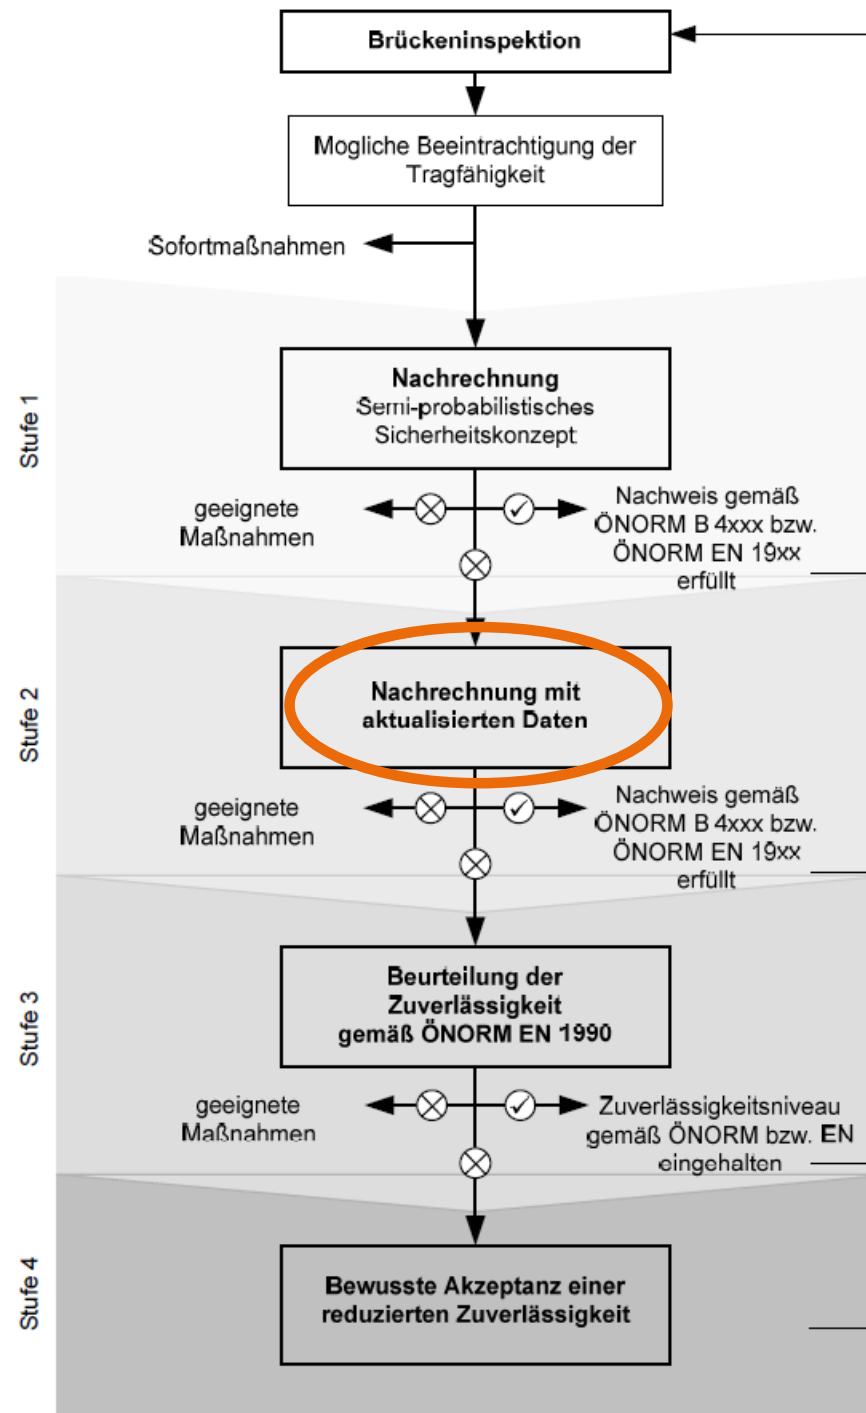 Brückeninspektion
Mögliche Beeinträchtigung der
Tragfähigkeit
Sofortmaßnahmen
Stufe 1
Nachrechnung
Semi-probabilistisches
Sicherheitskonzept
geeignete
Maßnahmen
Nachweis gemäß
ÖNORM B 4xxx bzw.
ÖNORM EN 19xx
erfüllt
Stufe 2
Nachrechnung mit
aktualisierten Daten
geeignete
Maßnahmen
Nachweis gemäß
ÖNORM B 4xxx bzw.
ÖNORM EN 19xx
erfüllt
Stufe 3
Beurteilung der
Zuverlässigkeit
gemäß ÖNORM EN 1990
geeignete
Maßnahmen
Zuverlässigkeitsniveau
gemäß ÖNORM bzw. EN
eingehalten
Stufe 4
Bewusste Akzeptanz einer
reduzierten Zuverlässigkeit